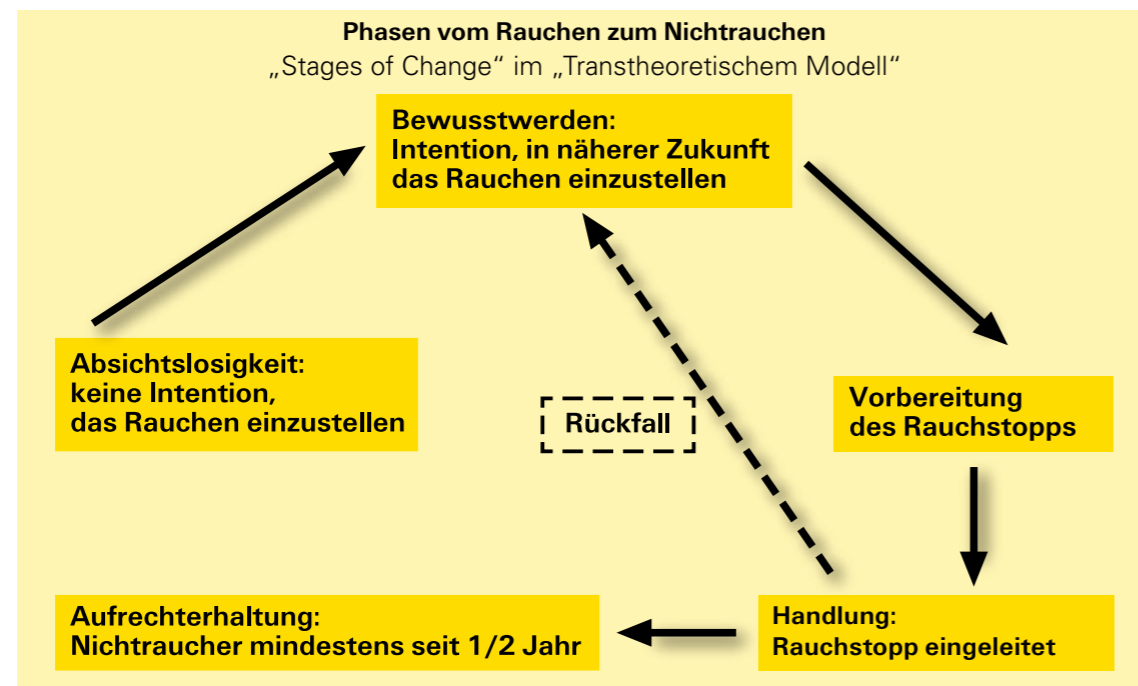 Phasen vom Rauchen zum Nichtrauchen
„Stages of Change“ im „Transtheoretischem Modell“
Bewusstwerden:
Intention, in näherer Zukunft
das Rauchen einzustellen
Absichtslosigkeit:
keine Intention,
das Rauchen einzustellen
Rückfall
Vorbereitung
des Rauchstopps
Aufrechterhaltung:
Nichtraucher mindestens seit 1/2 Jahr
Handlung:
Rauchstopp eingeleitet